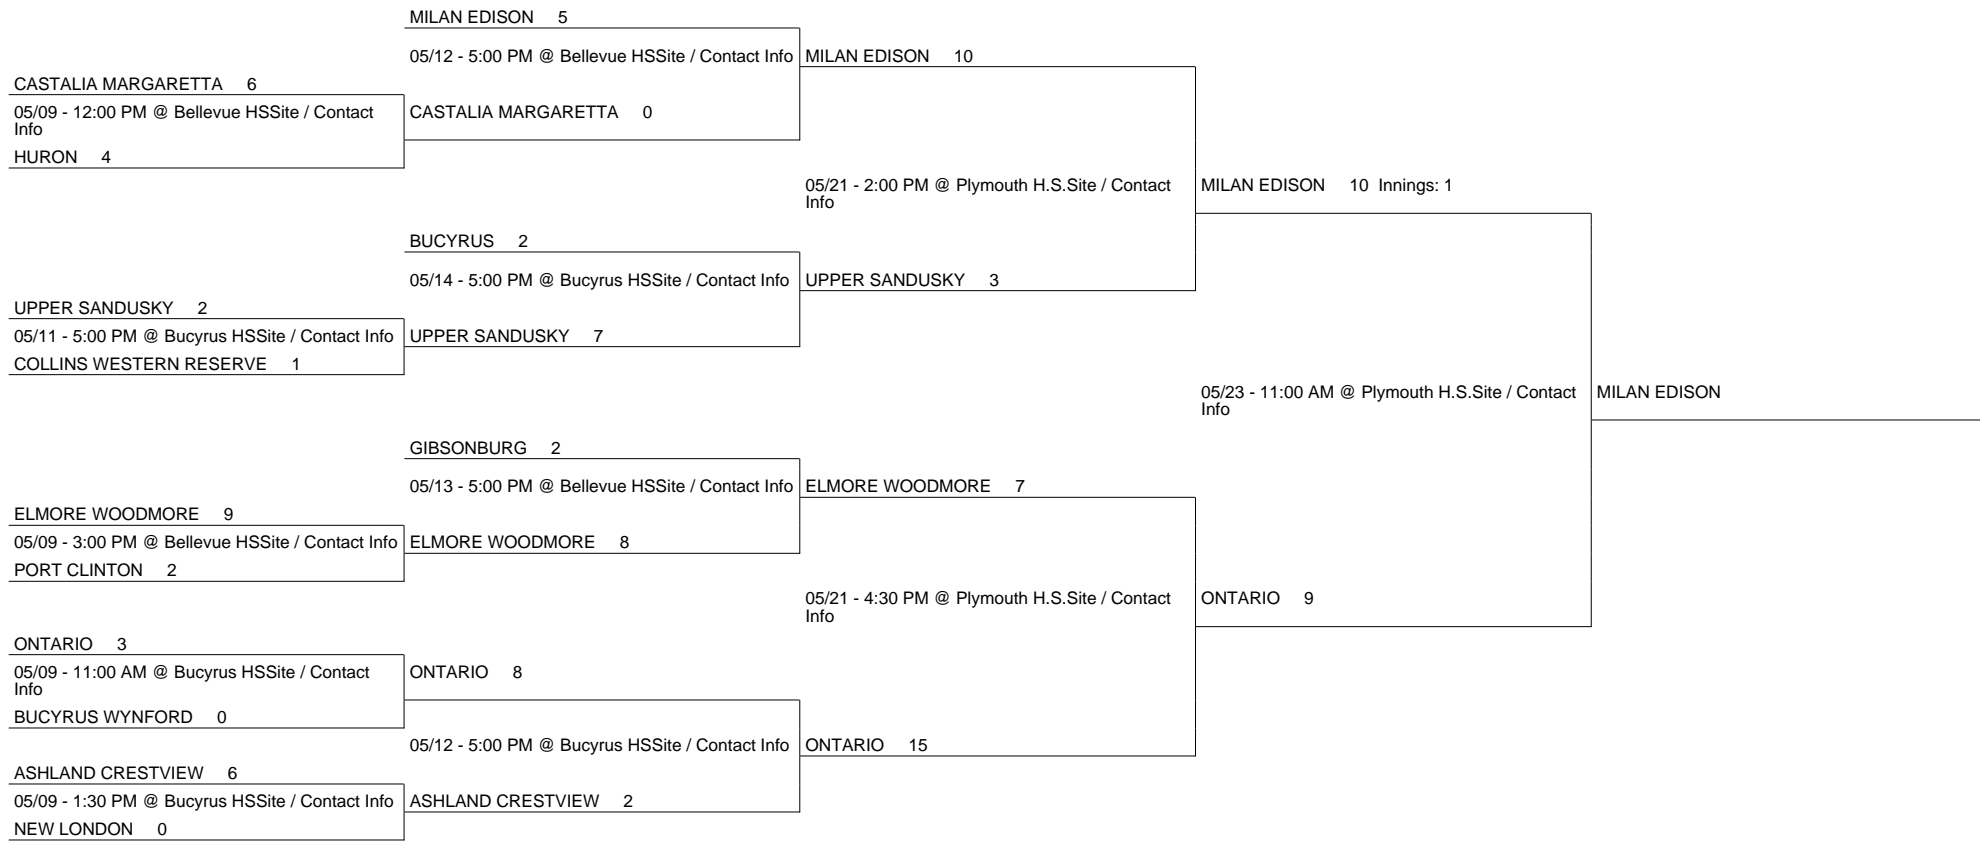 MILAN EDISON 5
05/12 - 5:00 PM @ Bellevue HSSite / Contact Info
MILAN EDISON 10
CASTALIA MARGARETTA 6
05/09 - 12:00 PM @ Bellevue HSSite / Contact
Info
CASTALIA MARGARETTA 0
HURON 4
05/21 - 2:00 PM @ Plymouth H.S.Site / Contact
Info
MILAN EDISON 10 Innings: 1
BUCYRUS 2
05/14 - 5:00 PM @ Bucyrus HSSite / Contact Info
UPPER SANDUSKY 3
UPPER SANDUSKY 2
05/11 - 5:00 PM @ Bucyrus HSSite / Contact Info
UPPER SANDUSKY 7
COLLINS WESTERN RESERVE 1
05/23 - 11:00 AM @ Plymouth H.S.Site / Contact
Info
MILAN EDISON
GIBSONBURG 2
05/13 - 5:00 PM @ Bellevue HSSite / Contact Info
ELMORE WOODMORE 7
ELMORE WOODMORE 9
05/09 - 3:00 PM @ Bellevue HSSite / Contact Info
ELMORE WOODMORE 8
PORT CLINTON 2
05/21 - 4:30 PM @ Plymouth H.S.Site / Contact
Info
ONTARIO 9
ONTARIO 3
05/09 - 11:00 AM @ Bucyrus HSSite / Contact
Info
ONTARIO 8
BUCYRUS WYNFORD 0
05/12 - 5:00 PM @ Bucyrus HSSite / Contact Info
ONTARIO 15
ASHLAND CRESTVIEW 6
05/09 - 1:30 PM @ Bucyrus HSSite / Contact Info
ASHLAND CRESTVIEW 2
NEW LONDON 0